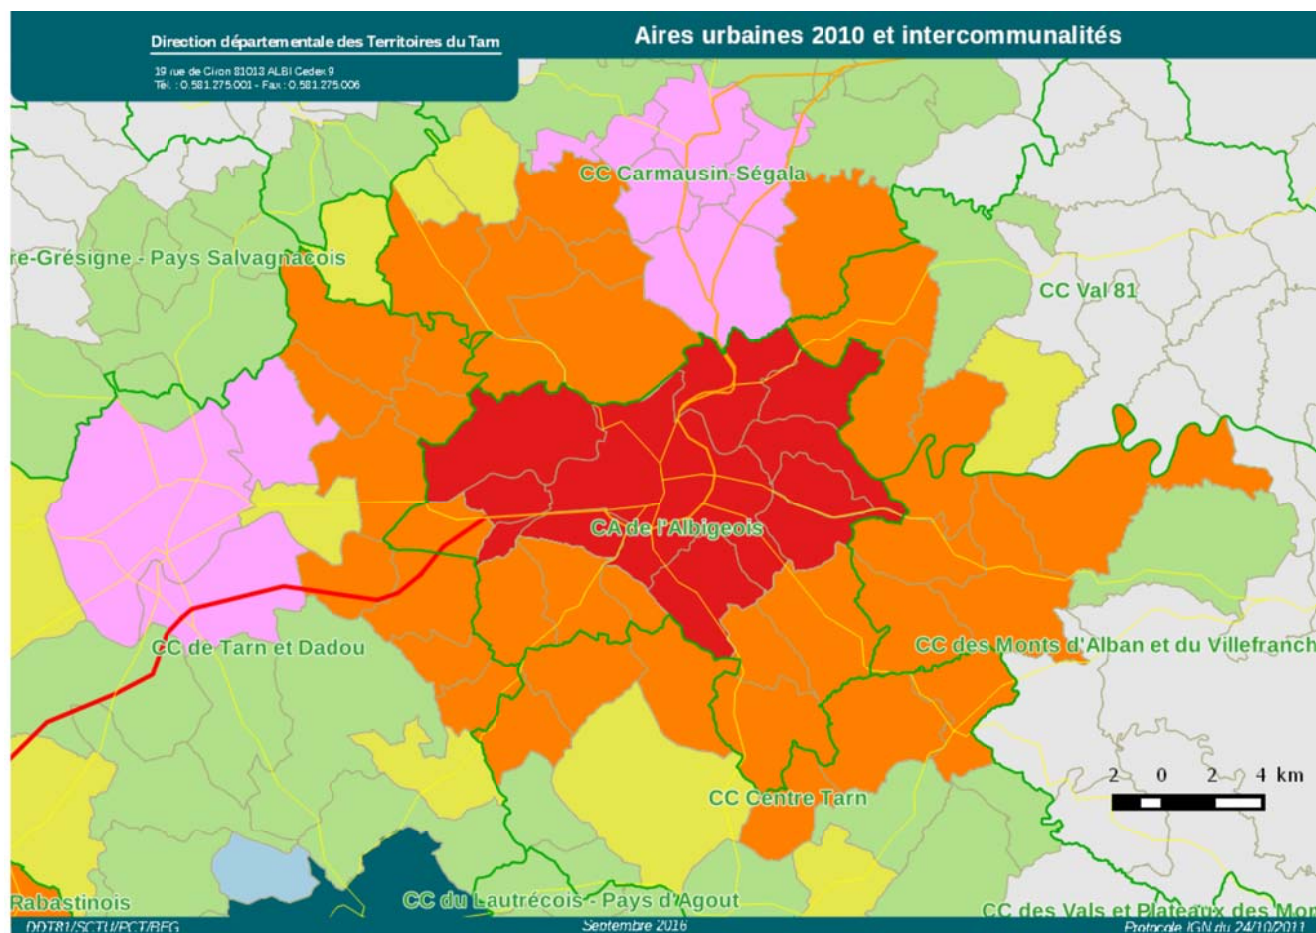 Direction départementale des Territoires du Tarn
Aires urbaines 2010 et intercommunalités
19 rue de Ciron 81013 ALBI Cedex 9
Tél. : 0.581.275.001 - Fax : 0.581.275.006
CC Carmausin-Ségala
re-Grésigne - Pays Salvagnacois
CC Val 81
CA de l'Albigeois
CC de Tarn et Dadou
CC des Monts d'Alban et du Villefranch
2 0 2 4 km
CC Centre Tarn
Rabastinois
CC du Lautrécois - Pays d'Agout
CC des Vals et Plateaux des Mon
DDT81/SCTU/PCT/BEG
Septembre 2016
Protocole IGN du 24/10/2011